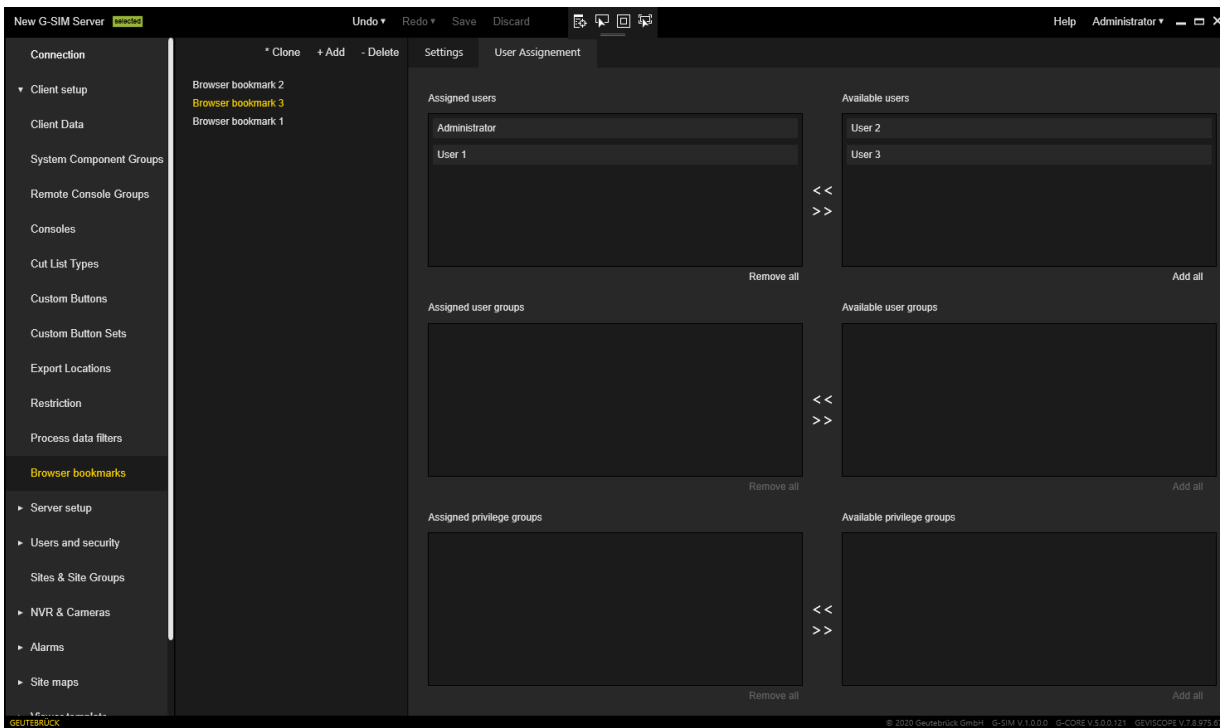 New G-SIM Server selected Undo ▾ Redo ▾ Save Discard Help Administrator ▾
Connection
▾ Client setup
Client Data
System Component Groups
Remote Console Groups
Consoles
Cut List Types
Custom Buttons
Custom Button Sets
Export Locations
Restriction
Process data filters
Browser bookmarks
▸ Server setup
▸ Users and security
Sites & Site Groups
▸ NVR & Cameras
▸ Alarms
▸ Site maps
* Clone + Add - Delete
Browser bookmark 2
Browser bookmark 3
Browser bookmark 1
Settings User Assignement
Assigned users
Administrator
User 1
Remove all
<<
>>
Available users
User 2
User 3
Add all
Assigned user groups
Remove all
<<
>>
Available user groups
Add all
Assigned privilege groups
Remove all
<<
>>
Available privilege groups
Add all
GEUTEBRÜCK © 2020 Geutebrück GmbH G-SIM V.1.0.0.0 G-CORE V.5.0.0.121 GEVISCOPE V.7.8.975.6